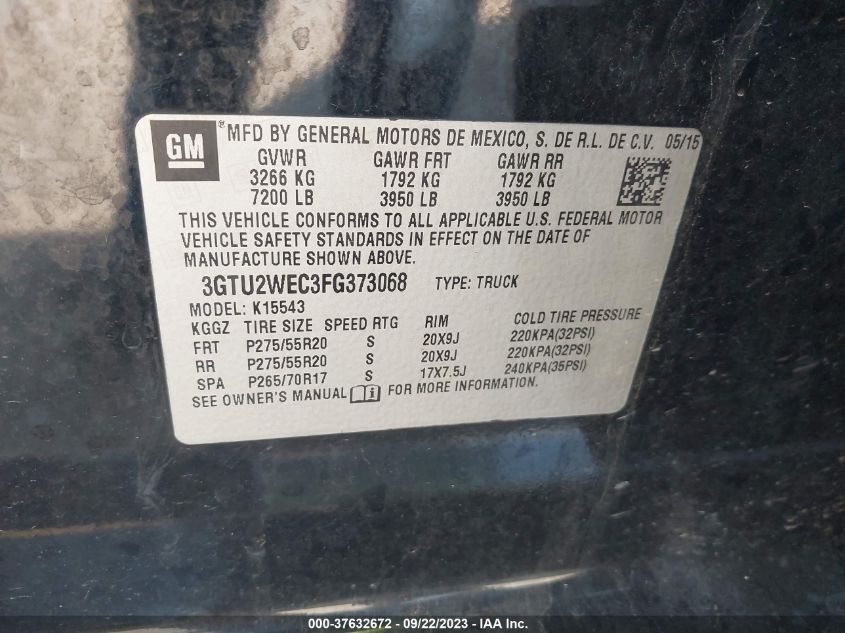 GM *MFD BY GENERAL MOTORS DE MEXICO, S. DE R.L. DE C.V. 05/15
GVWR GAWR FRT GAWR RR
3266 KG 1792 KG 1792 KG
7200 LB 3950 LB 3950 LB
THIS VEHICLE CONFORMS TO ALL APPLICABLE U.S. FEDERAL MOTOR
VEHICLE SAFETY STANDARDS IN EFFECT ON THE DATE OF
MANUFACTURE SHOWN ABOVE.
3GTU2WEC3FG373068 TYPE: TRUCK
MODEL: K15543
KGGZ TIRE SIZE SPEED RTG RIM COLD TIRE PRESSURE
FRT P275/55R20 S 20X9J 220KPA(32PSI)
RR P275/55R20 S 20X9J 220KPA(32PSI)
SPA P265/70R17 S 17X7.5J 240KPA(35PSI)
SEE OWNER'S MANUAL FOR MORE INFORMATION.
000-37632672 - 09/22/2023 - IAA Inc.